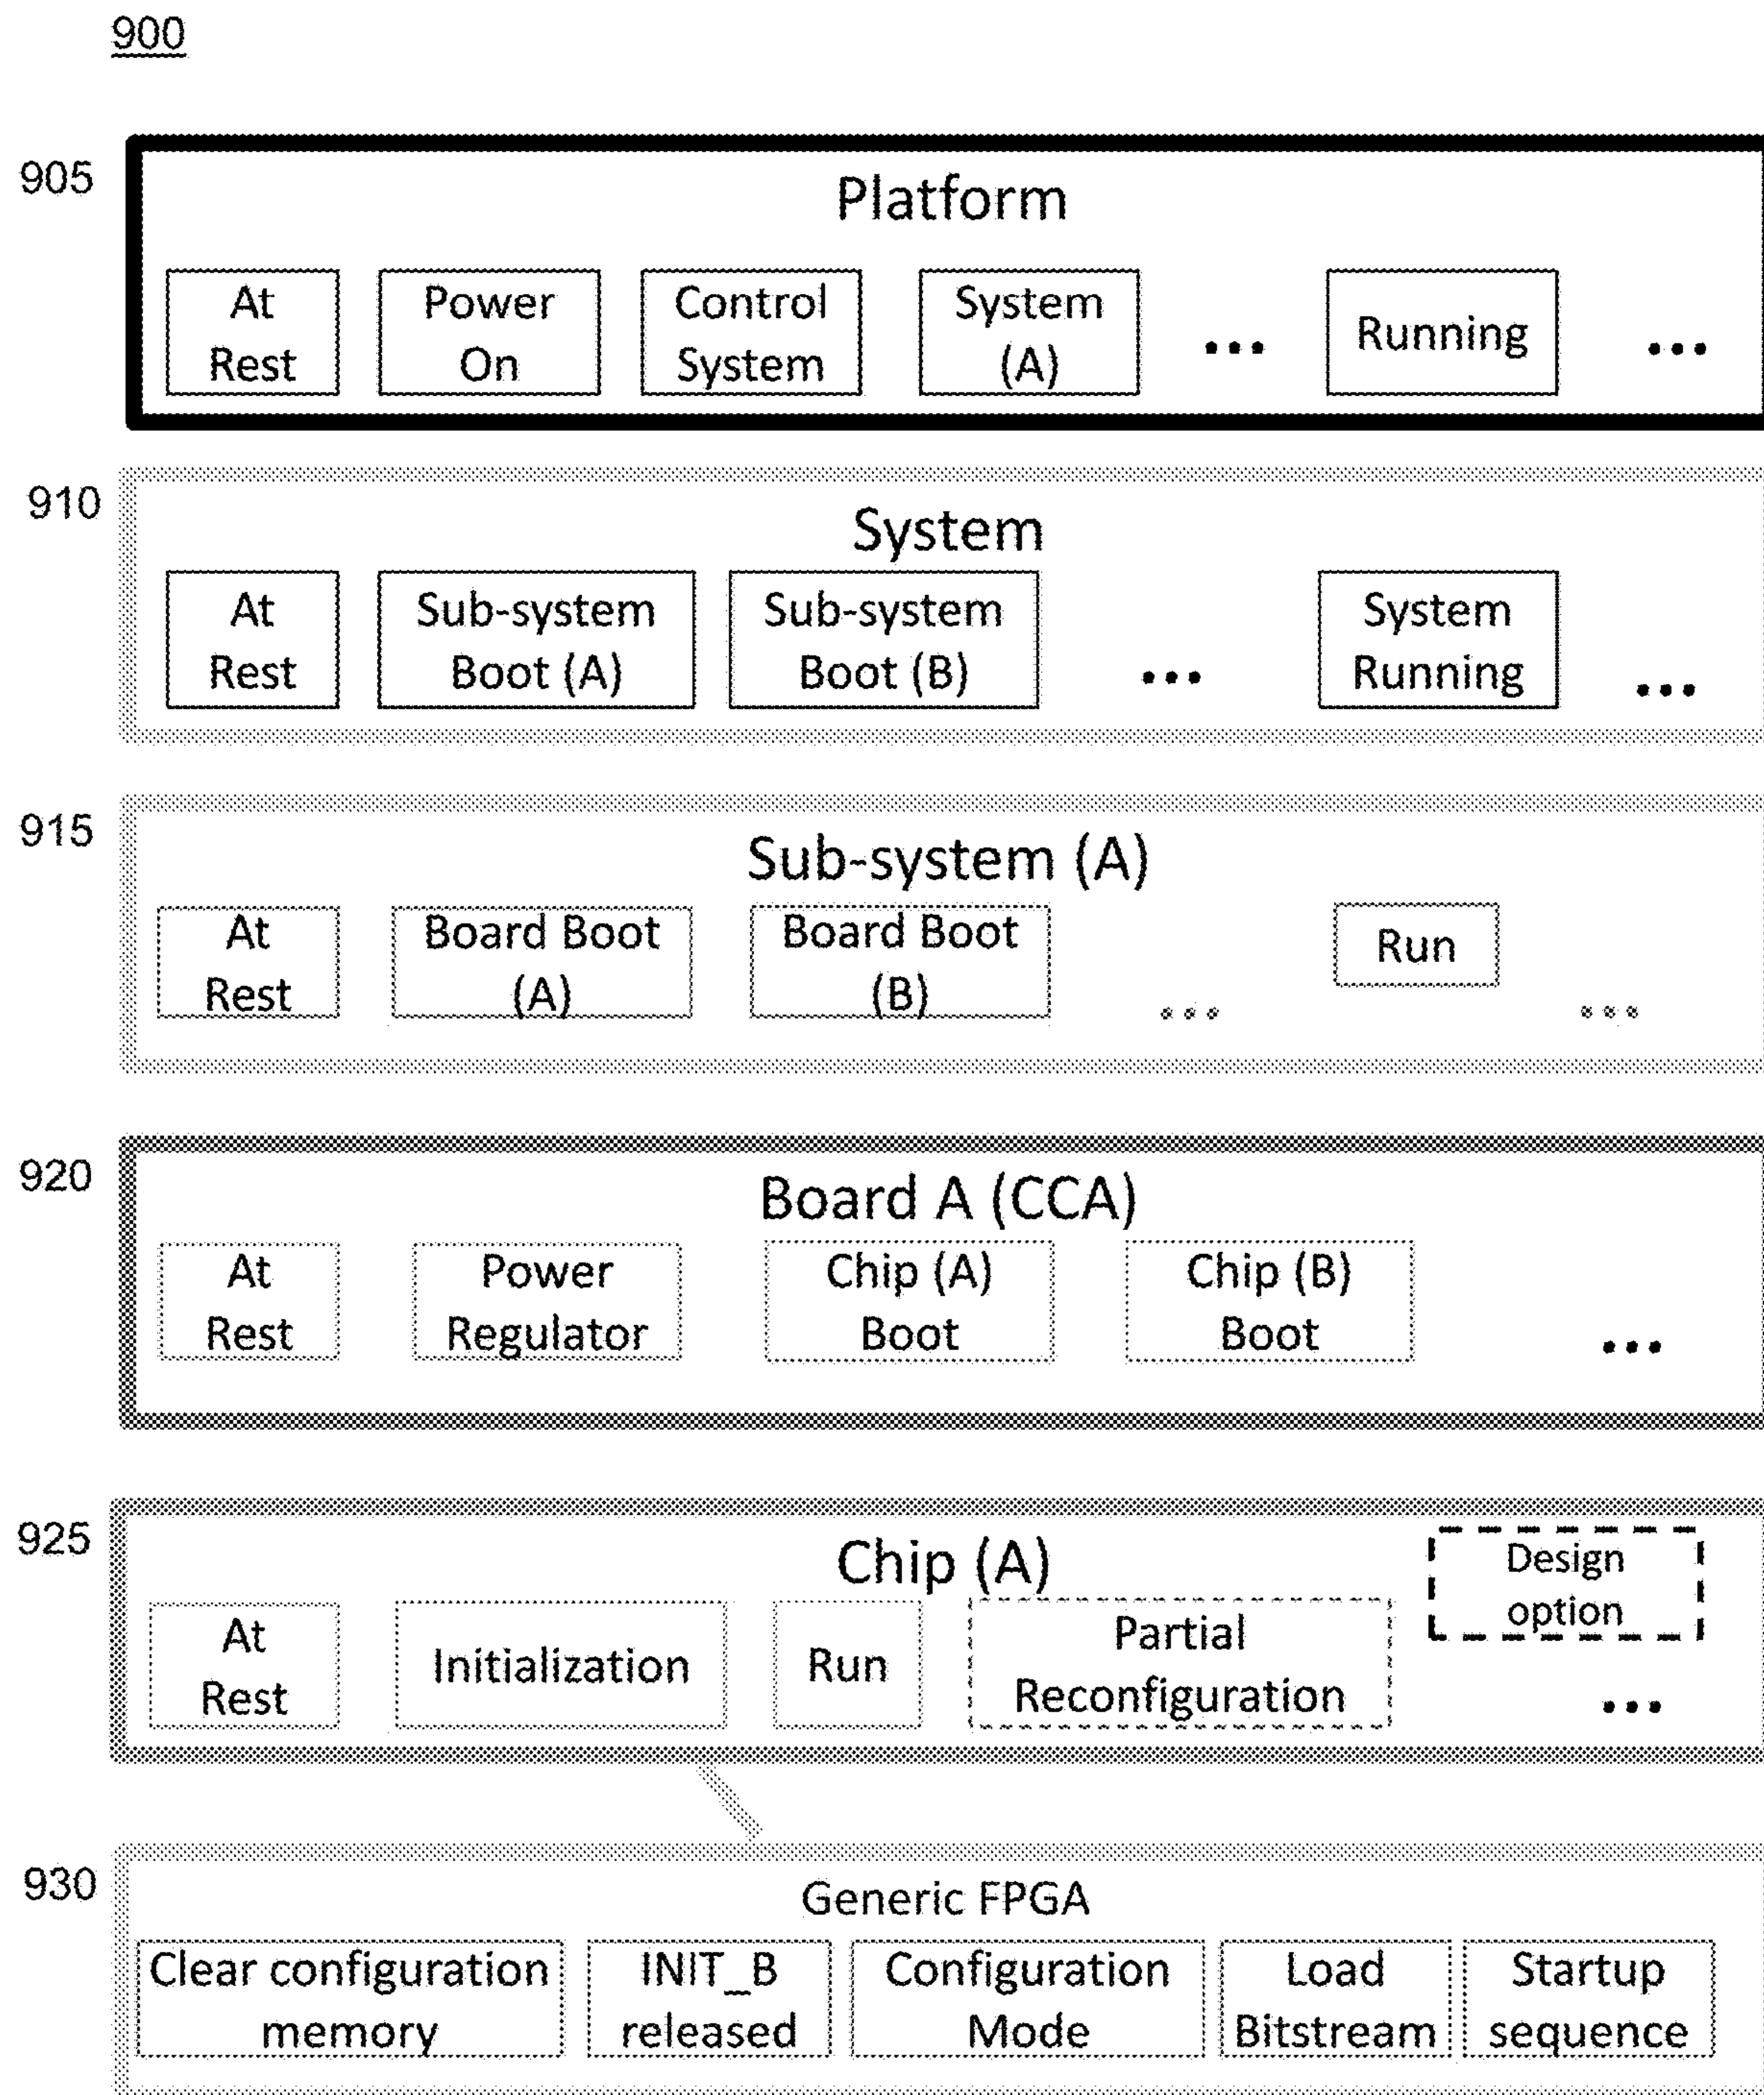 900
905
Platform
At
Rest
Power
On
Control
System
System
(A)
...
Running
...
910
System
At
Rest
Sub-system
Boot (A)
Sub-system
Boot (B)
...
System
Running
...
915
Sub-system (A)
At
Rest
Board Boot
(A)
Board Boot
(B)
...
Run
...
920
Board A (CCA)
At
Rest
Power
Regulator
Chip (A)
Boot
Chip (B)
Boot
...
925
Chip (A)
Design
option
At
Rest
Initialization
Run
Partial
Reconfiguration
...
930
Generic FPGA
Clear configuration
memory
INIT_B
released
Configuration
Mode
Load
Bitstream
Startup
sequence